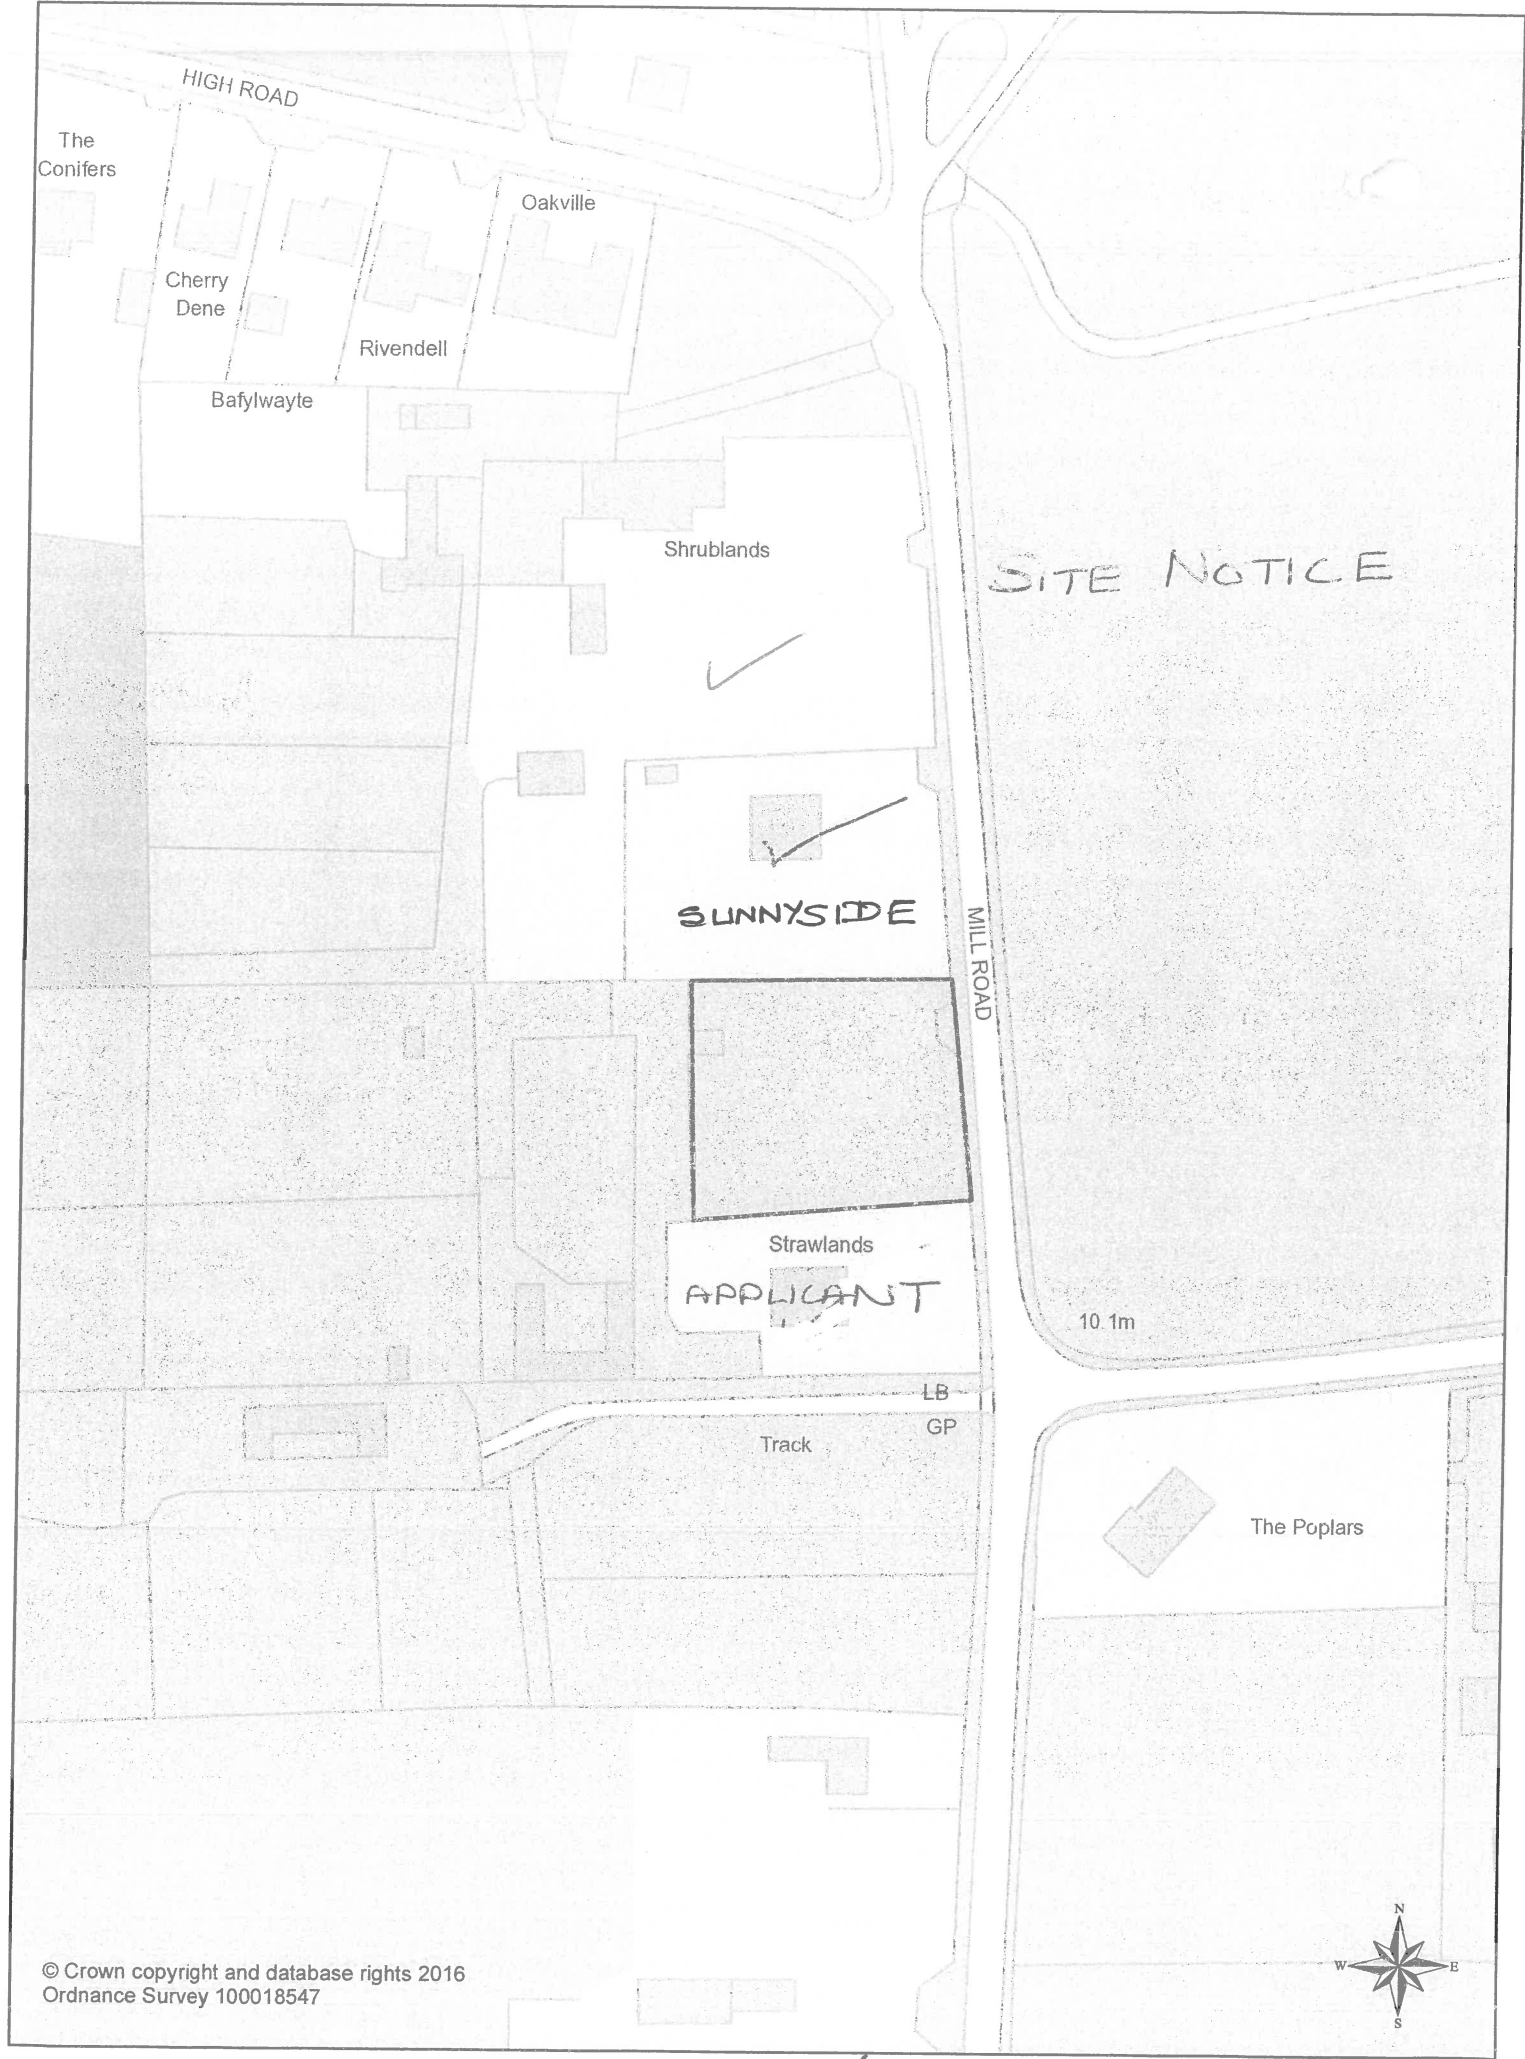 HIGH ROAD
The
Conifers
Oakville
Cherry
Dene
Rivendell
Bafylwayte
Shrublands
SITE NOTICE
SUNNYSIDE
MILL ROAD
Strawlands
APPLICANT
10.1m
LB
GP
Track
The Poplars
© Crown copyright and database rights 2016
Ordnance Survey 100018547
N
W
E
S